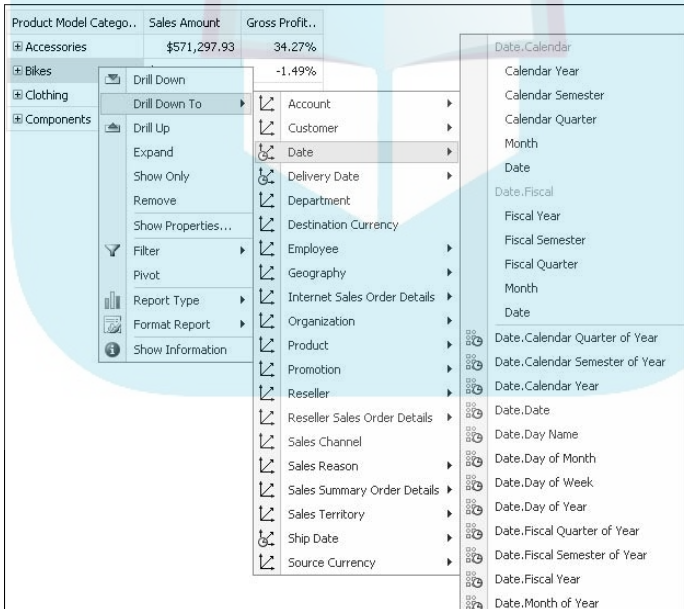 Product Model Catego.. Sales Amount Gross Profit..
Accessories $571,297.93 34.27%
Bikes -1.49%
Clothing
Components
Drill Down
Drill Down To
Drill Up
Expand
Show Only
Remove
Show Properties...
Filter
Pivot
Report Type
Format Report
Show Information
Account
Customer
Date
Delivery Date
Department
Destination Currency
Employee
Geography
Internet Sales Order Details
Organization
Product
Promotion
Reseller
Reseller Sales Order Details
Sales Channel
Sales Reason
Sales Summary Order Details
Sales Territory
Ship Date
Source Currency
Date.Calendar
Calendar Year
Calendar Semester
Calendar Quarter
Month
Date
Date.Fiscal
Fiscal Year
Fiscal Semester
Fiscal Quarter
Month
Date
Date.Calendar Quarter of Year
Date.Calendar Semester of Year
Date.Calendar Year
Date.Date
Date.Day Name
Date.Day of Month
Date.Day of Week
Date.Day of Year
Date.Fiscal Quarter of Year
Date.Fiscal Semester of Year
Date.Fiscal Year
Date.Month of Year